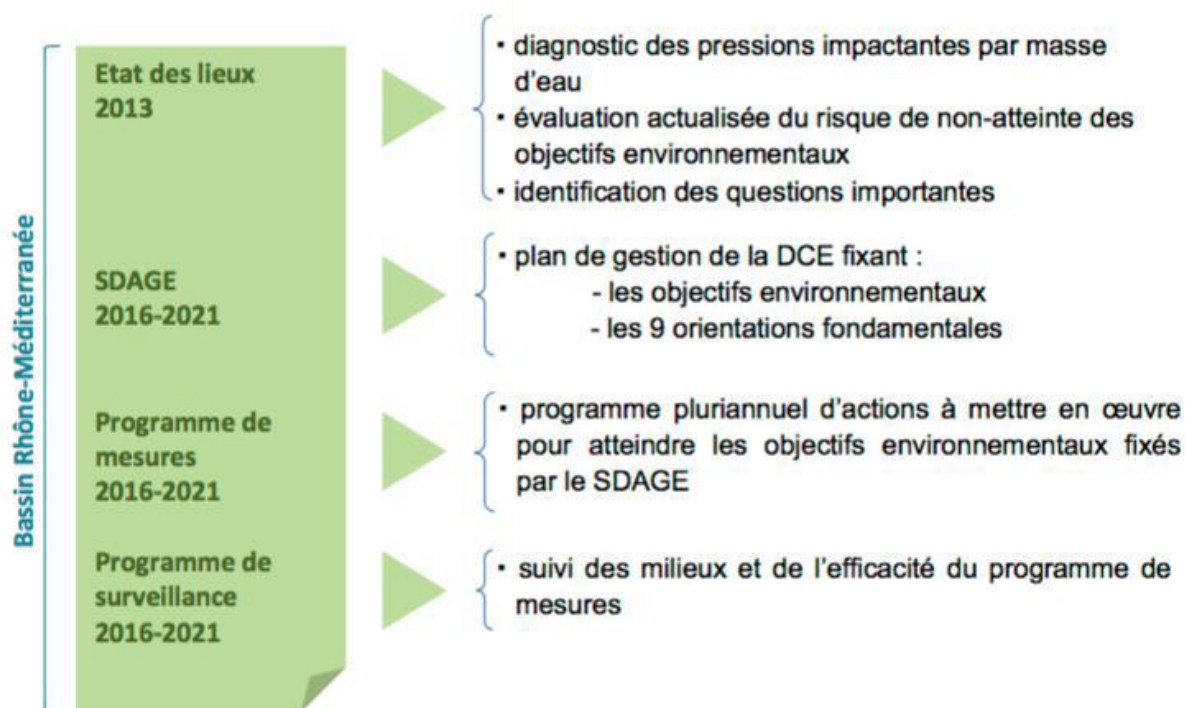 Bassin Rhône-Méditerranée
Etat des lieux
2013
· diagnostic des pressions impactantes par masse
d'eau
· évaluation actualisée du risque de non-atteinte des
objectifs environnementaux
· identification des questions importantes
SDAGE
2016-2021
· plan de gestion de la DCE fixant :
- les objectifs environnementaux
- les 9 orientations fondamentales
Programme de
mesures
2016-2021
· programme pluriannuel d'actions à mettre en œuvre
pour atteindre les objectifs environnementaux fixés
par le SDAGE
Programme de
surveillance
2016-2021
· suivi des milieux et de l'efficacité du programme de
mesures